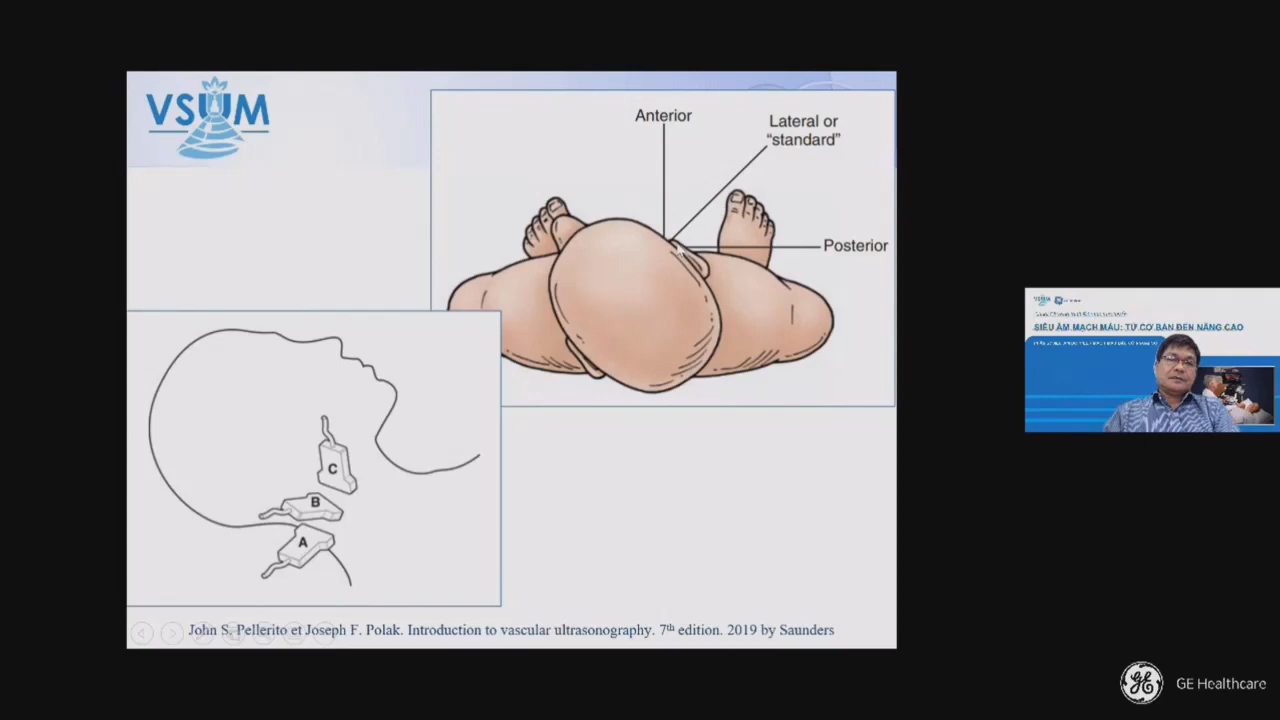 VSUM
Anterior
Lateral or
“standard”
Posterior
C
B
A
John S. Pellerito et Joseph F. Polak. Introduction to vascular ultrasonography. 7th edition. 2019 by Saunders
VSUM
SIÊU ÂM MẠCH MÁU: TỪ CƠ BẢN ĐẾN NÂNG CAO
GE Healthcare